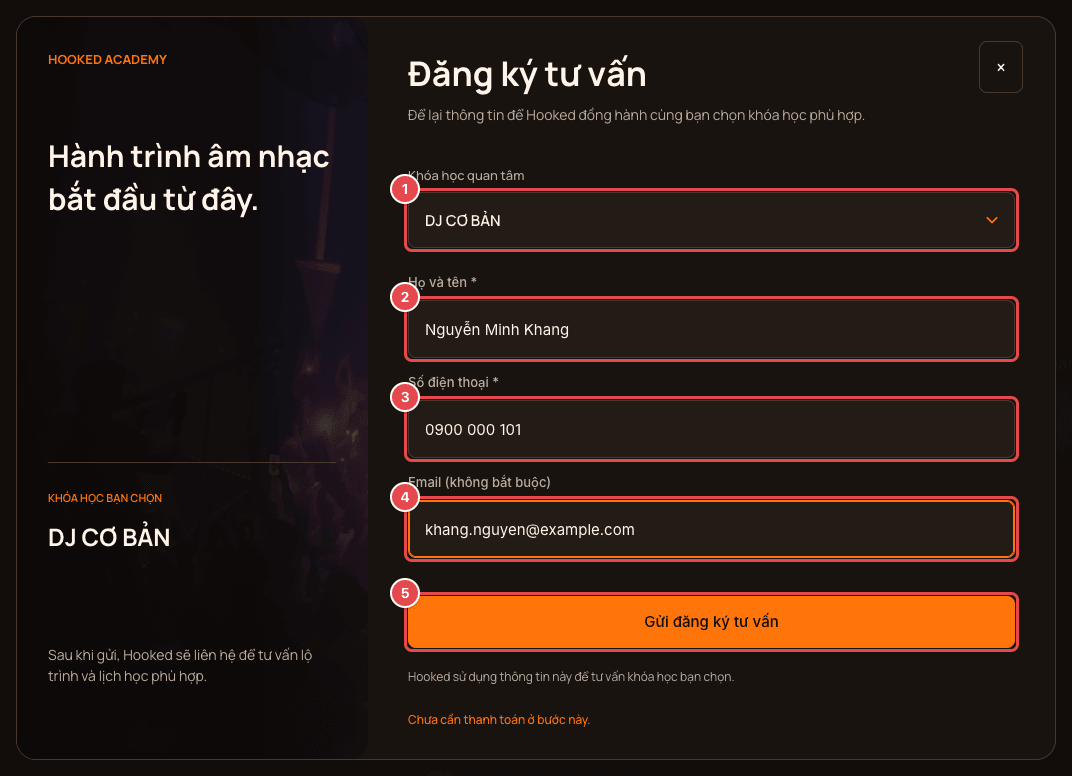 HOOKED ACADEMY
Hành trình âm nhạc
bắt đầu từ đây.
KHÓA HỌC BẠN CHỌN
DJ CƠ BẢN
Sau khi gửi, Hooked sẽ liên hệ để tư vấn lộ
trình và lịch học phù hợp.
Đăng ký tư vấn
×
Để lại thông tin để Hooked đồng hành cùng bạn chọn khóa học phù hợp.
Khóa học quan tâm
1
DJ CƠ BẢN
Họ và tên *
2
Nguyễn Minh Khang
Số điện thoại *
3
0900 000 101
Email (không bắt buộc)
4
khang.nguyen@example.com
5
Gửi đăng ký tư vấn
Hooked sử dụng thông tin này để tư vấn khóa học bạn chọn.
Chưa cần thanh toán ở bước này.